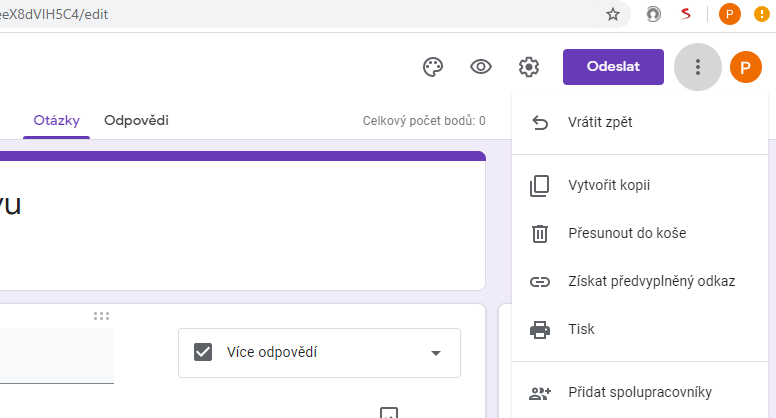 eeX8dVIH5C4/edit
P
Odeslat
P
Otázky
Odpovědi
Celkový počet bodů: 0
Vrátit zpět
vu
Vytvořit kopii
Přesunout do koše
Získat předvyplněný odkaz
Tisk
Více odpovědí
Přidat spolupracovníky